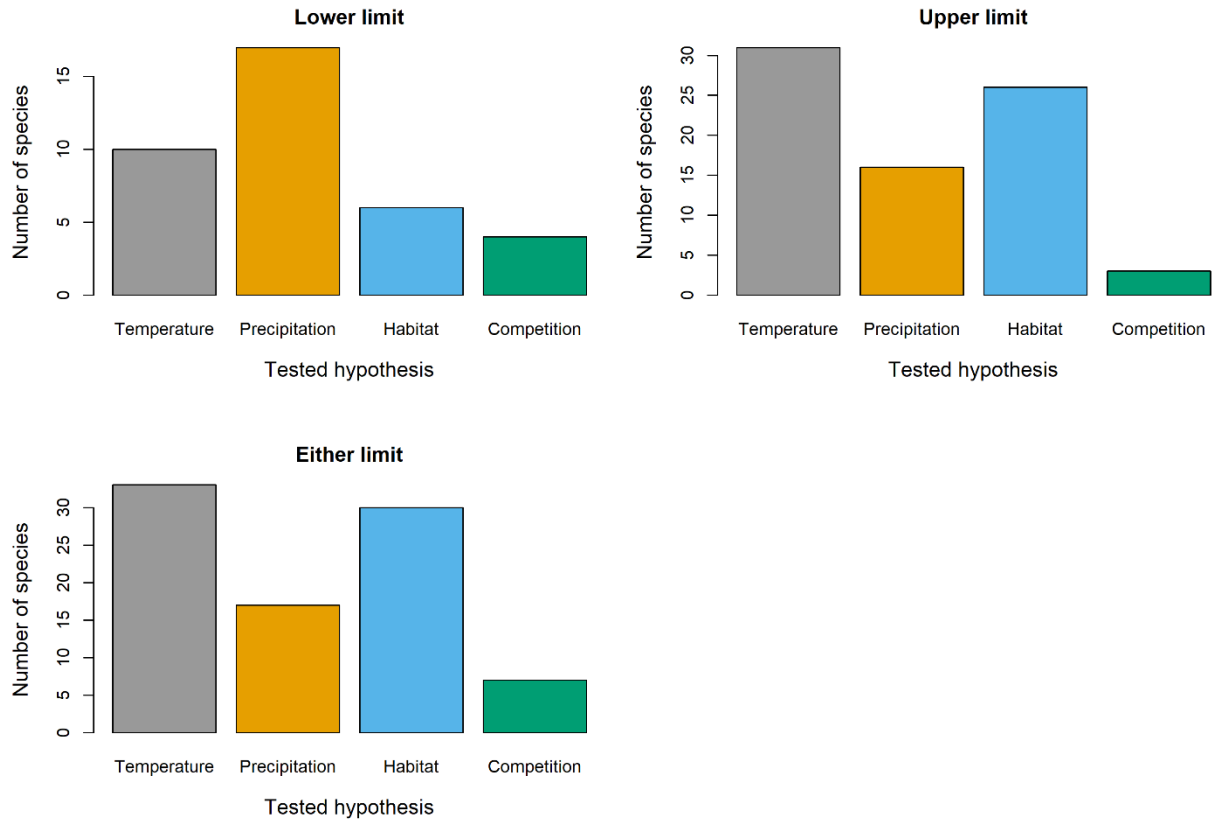 Lower limit
Number of species
15
10
5
0
Temperature Precipitation Habitat Competition
Tested hypothesis
Upper limit
Number of species
30
25
20
15
10
5
0
Temperature Precipitation Habitat Competition
Tested hypothesis
Either limit
Number of species
30
25
20
15
10
5
0
Temperature Precipitation Habitat Competition
Tested hypothesis